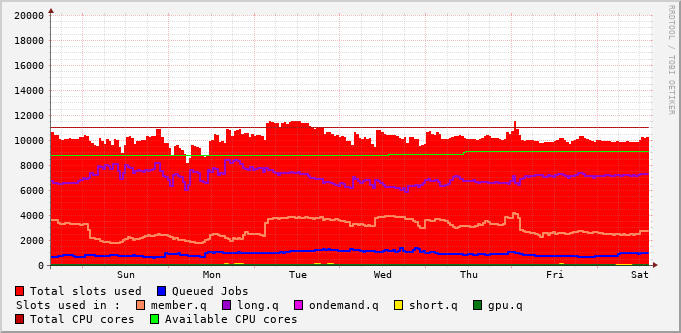 RRDTOOL / TOBI OETIKER
20000
18000
16000
14000
12000
10000
8000
6000
4000
2000
0
Sun Mon Tue Wed Thu Fri Sat
Total slots used Queued Jobs
Slots used in : member.q long.q ondemand.q short.q gpu.q
Total CPU cores Available CPU cores